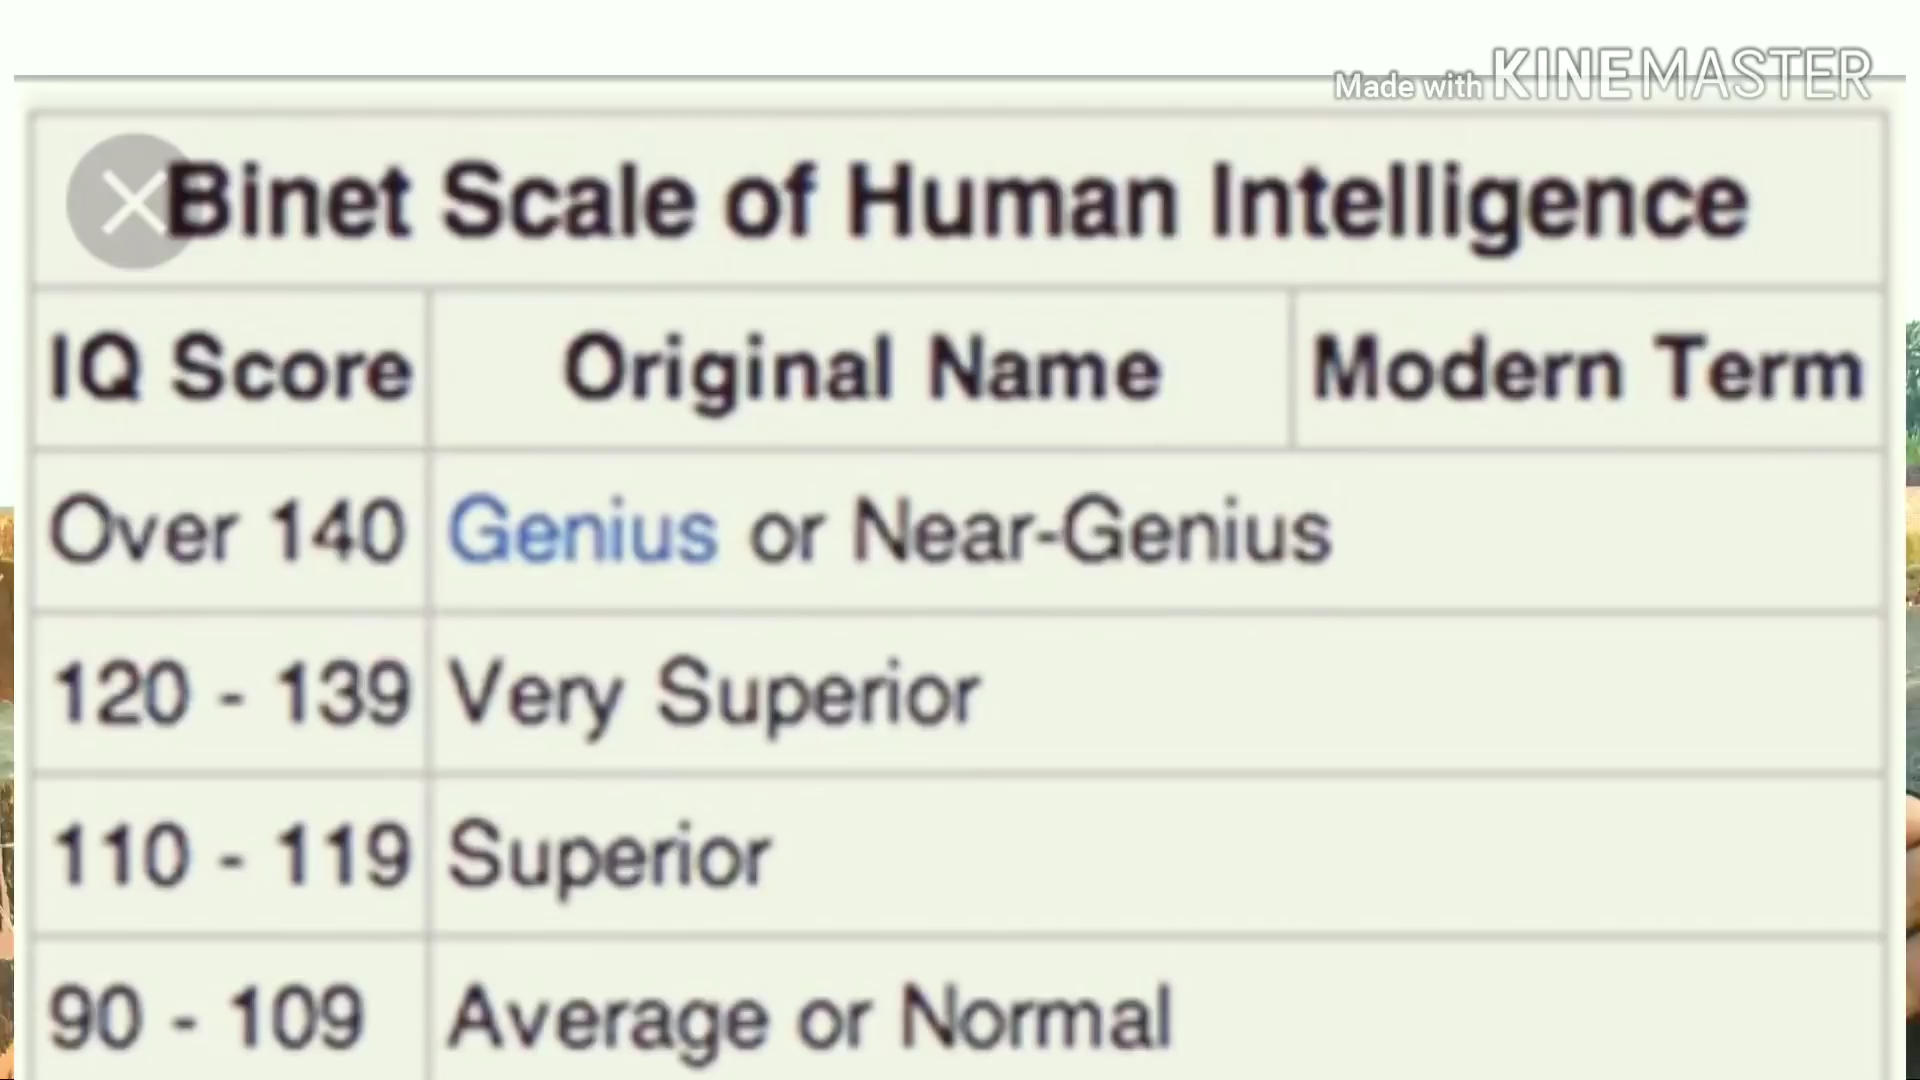 Made with KINEMASTER
Binet Scale of Human Intelligence
IQ Score Original Name Modern Term
Over 140 Genius or Near-Genius
120 - 139 Very Superior
110 - 119 Superior
90 - 109 Average or Normal